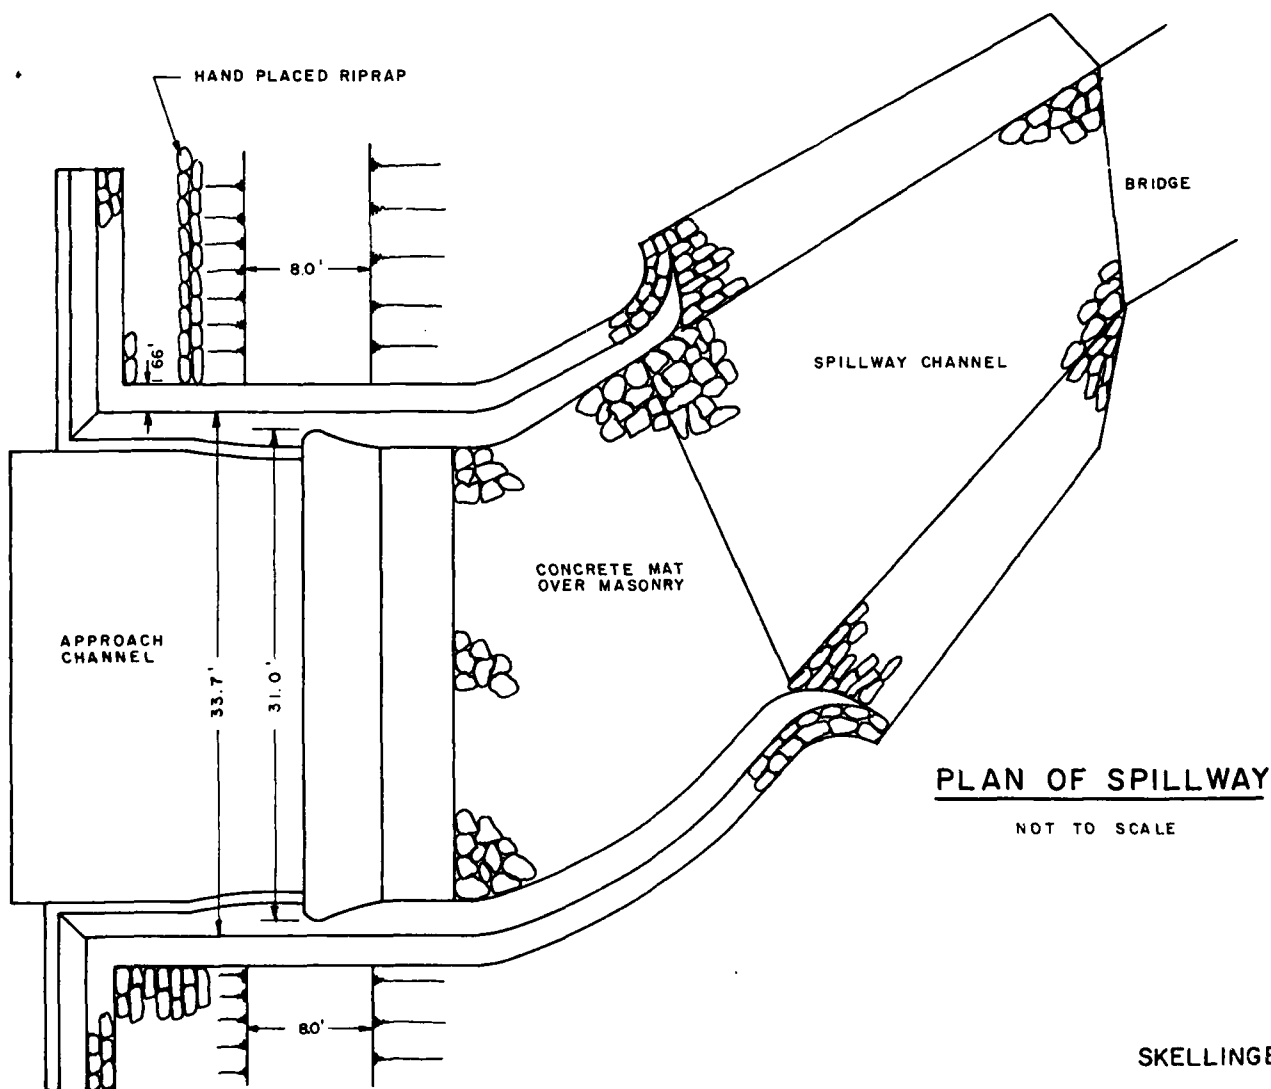 HAND PLACED RIPRAP
BRIDGE
8.0'
1.66'
SPILLWAY CHANNEL
CONCRETE MAT
OVER MASONRY
APPROACH
CHANNEL
33.7'
31.0'
PLAN OF SPILLWAY
NOT TO SCALE
8.0'